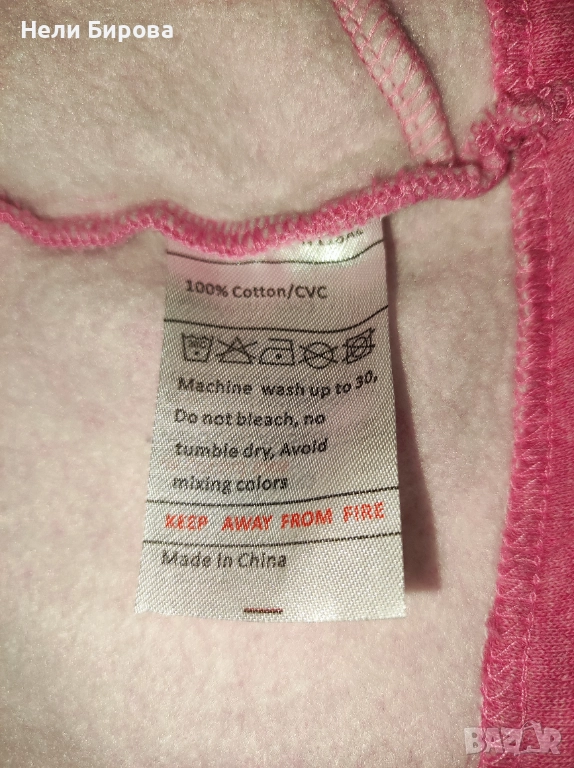 Нели Бирова
100% Cotton/CVC
Machine wash up to 30,
Do not bleach, no
tumble dry, Avoid
mixing colors
KEEP AWAY FROM FIRE
Made in China
BAZAR